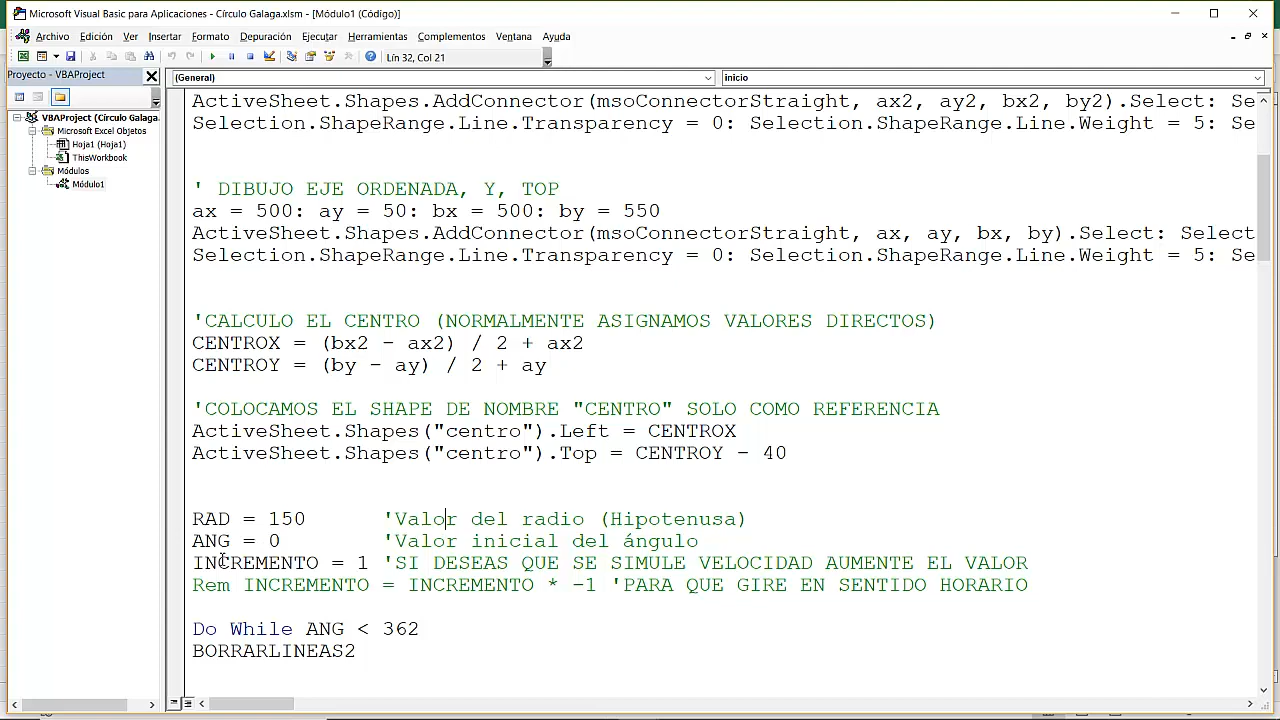 Microsoft Visual Basic para Aplicaciones - Círculo Galaga.xlsm - [Módulo1 (Código)]
Archivo Edición Ver Insertar Formato Depuración Ejecutar Herramientas Complementos Ventana Ayuda
Lín 32, Col 21
Proyecto - VBAProject
(General)
inicio
VBAProject (Círculo Galaga.
Microsoft Excel Objetos
Hoja1 (Hoja1)
ThisWorkbook
Módulos
Módulo1
ActiveSheet.Shapes.AddConnector(msoConnectorStraight, ax2, ay2, bx2, by2).Select: Se
Selection.ShapeRange.Line.Transparency = 0: Selection.ShapeRange.Line.Weight = 5: Se
' DIBUJO EJE ORDENADA, Y, TOP
ax = 500: ay = 50: bx = 500: by = 550
ActiveSheet.Shapes.AddConnector(msoConnectorStraight, ax, ay, bx, by).Select: Select
Selection.ShapeRange.Line.Transparency = 0: Selection.ShapeRange.Line.Weight = 5: Se
'CALCULO EL CENTRO (NORMALMENTE ASIGNAMOS VALORES DIRECTOS)
CENTROX = (bx2 - ax2) / 2 + ax2
CENTROY = (by - ay) / 2 + ay
'COLOCAMOS EL SHAPE DE NOMBRE "CENTRO" SOLO COMO REFERENCIA
ActiveSheet.Shapes("centro").Left = CENTROX
ActiveSheet.Shapes("centro").Top = CENTROY - 40
RAD = 150 'Valor del radio (Hipotenusa)
ANG = 0 'Valor inicial del ángulo
INCREMENTO = 1 'SI DESEAS QUE SE SIMULE VELOCIDAD AUMENTE EL VALOR
Rem INCREMENTO = INCREMENTO * -1 'PARA QUE GIRE EN SENTIDO HORARIO
Do While ANG < 362
BORRARLINEAS2